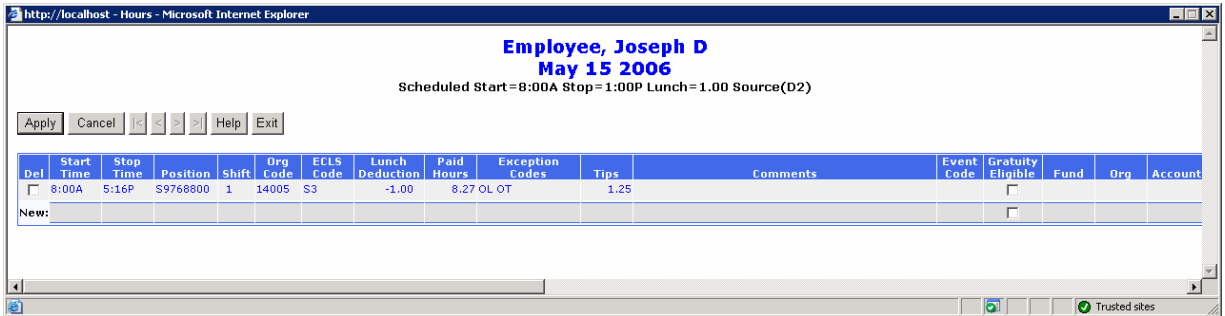 http://localhost - Hours - Microsoft Internet Explorer
Employee, Joseph D
May 15 2006
Scheduled Start=8:00A Stop=1:00P Lunch=1.00 Source(D2)
Apply Cancel |< < > >| Help Exit
Del Start Time Stop Time Position Shift Org Code ECLS Code Lunch Deduction Paid Hours Exception Codes Tips Comments Event Code Gratuity Eligible Fund Org Account
8:00A 5:16P S9768800 1 14005 S3 -1.00 8.27 OL OT 1.25
New:
Trusted sites